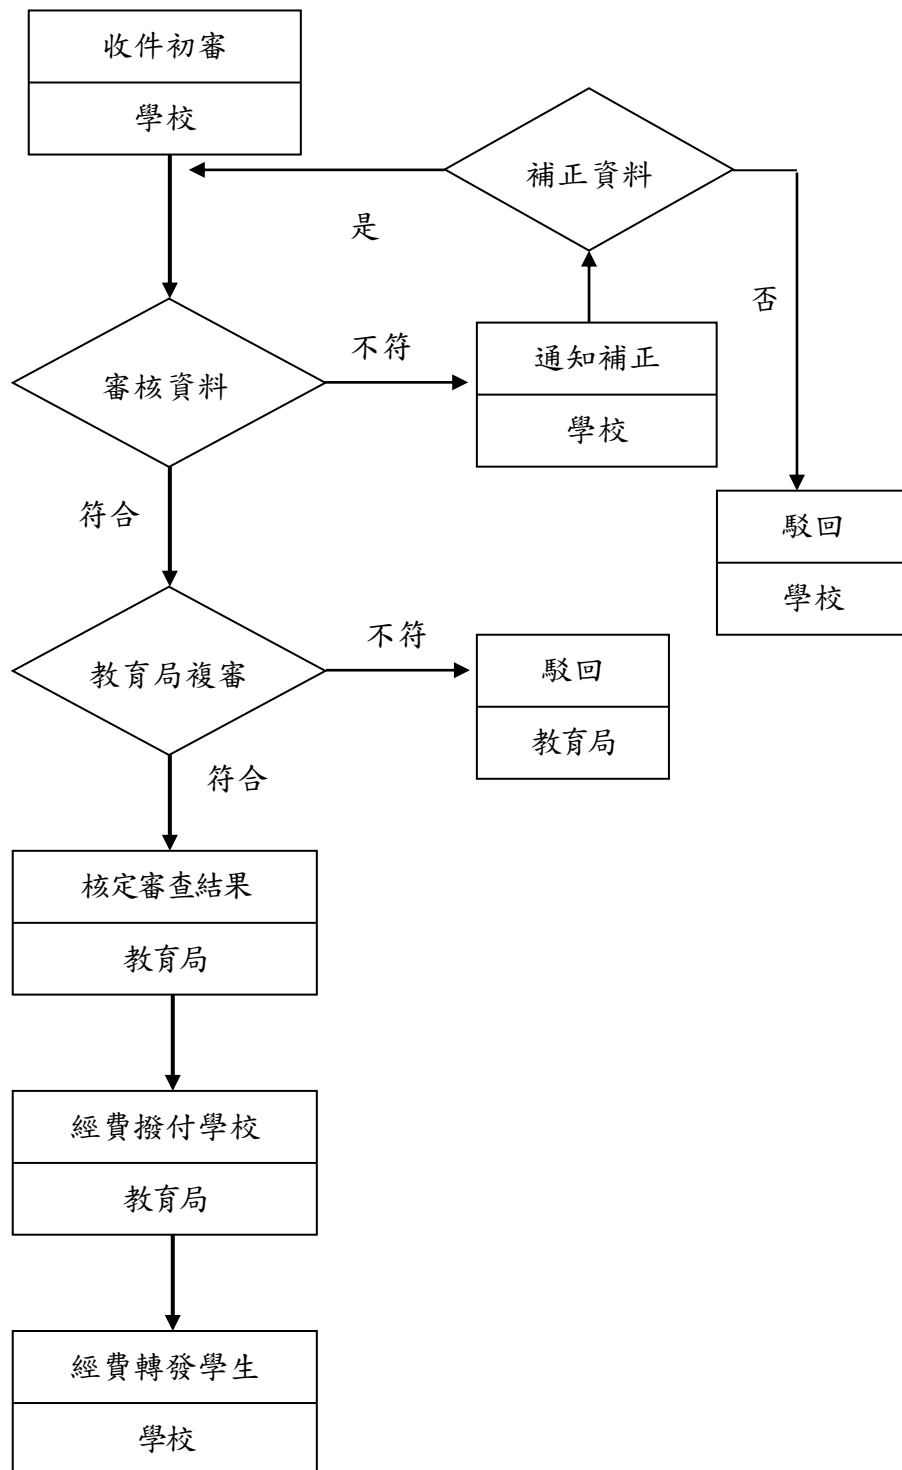 收件初審
學校
補正資料
是
否
不符
通知補正
學校
審核資料
符合
駁回
學校
不符
教育局複審
駁回
教育局
符合
核定審查結果
教育局
經費撥付學校
教育局
經費轉發學生
學校